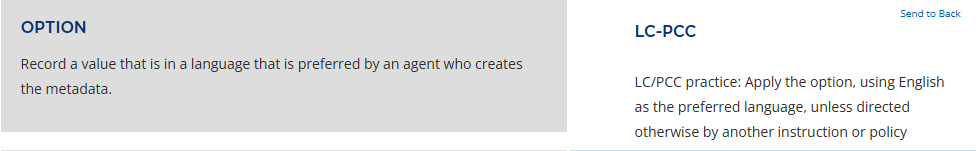 OPTION
Record a value that is in a language that is preferred by an agent who creates
the metadata.
Send to Back
LC-PCC
LC/PCC practice: Apply the option, using English
as the preferred language, unless directed
otherwise by another instruction or policy